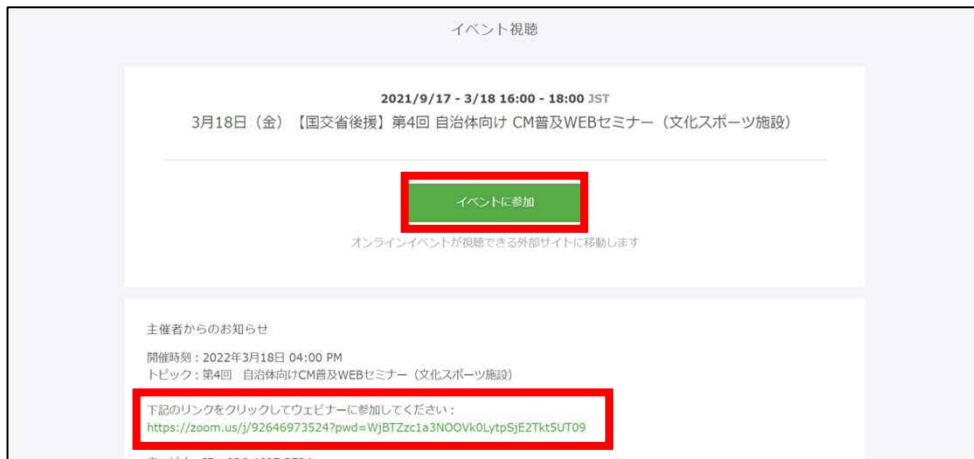 イベント視聴
2021/9/17 - 3/18 16:00 - 18:00 JST
3月18日（金）【国交省後援】第4回 自治体向け CM普及WEBセミナー（文化スポーツ施設）
イベントに参加
オンラインイベントが視聴できる外部サイトに移動します
主催者からのお知らせ
開催時刻：2022年3月18日 04:00 PM
トピック：第4回　自治体向けCM普及WEBセミナー（文化スポーツ施設）
下記のリンクをクリックしてウェビナーに参加してください：
https://zoom.us/j/92646973524?pwd=WjBTZzc1a3NOOVk0LytpSjE2TktSUT09